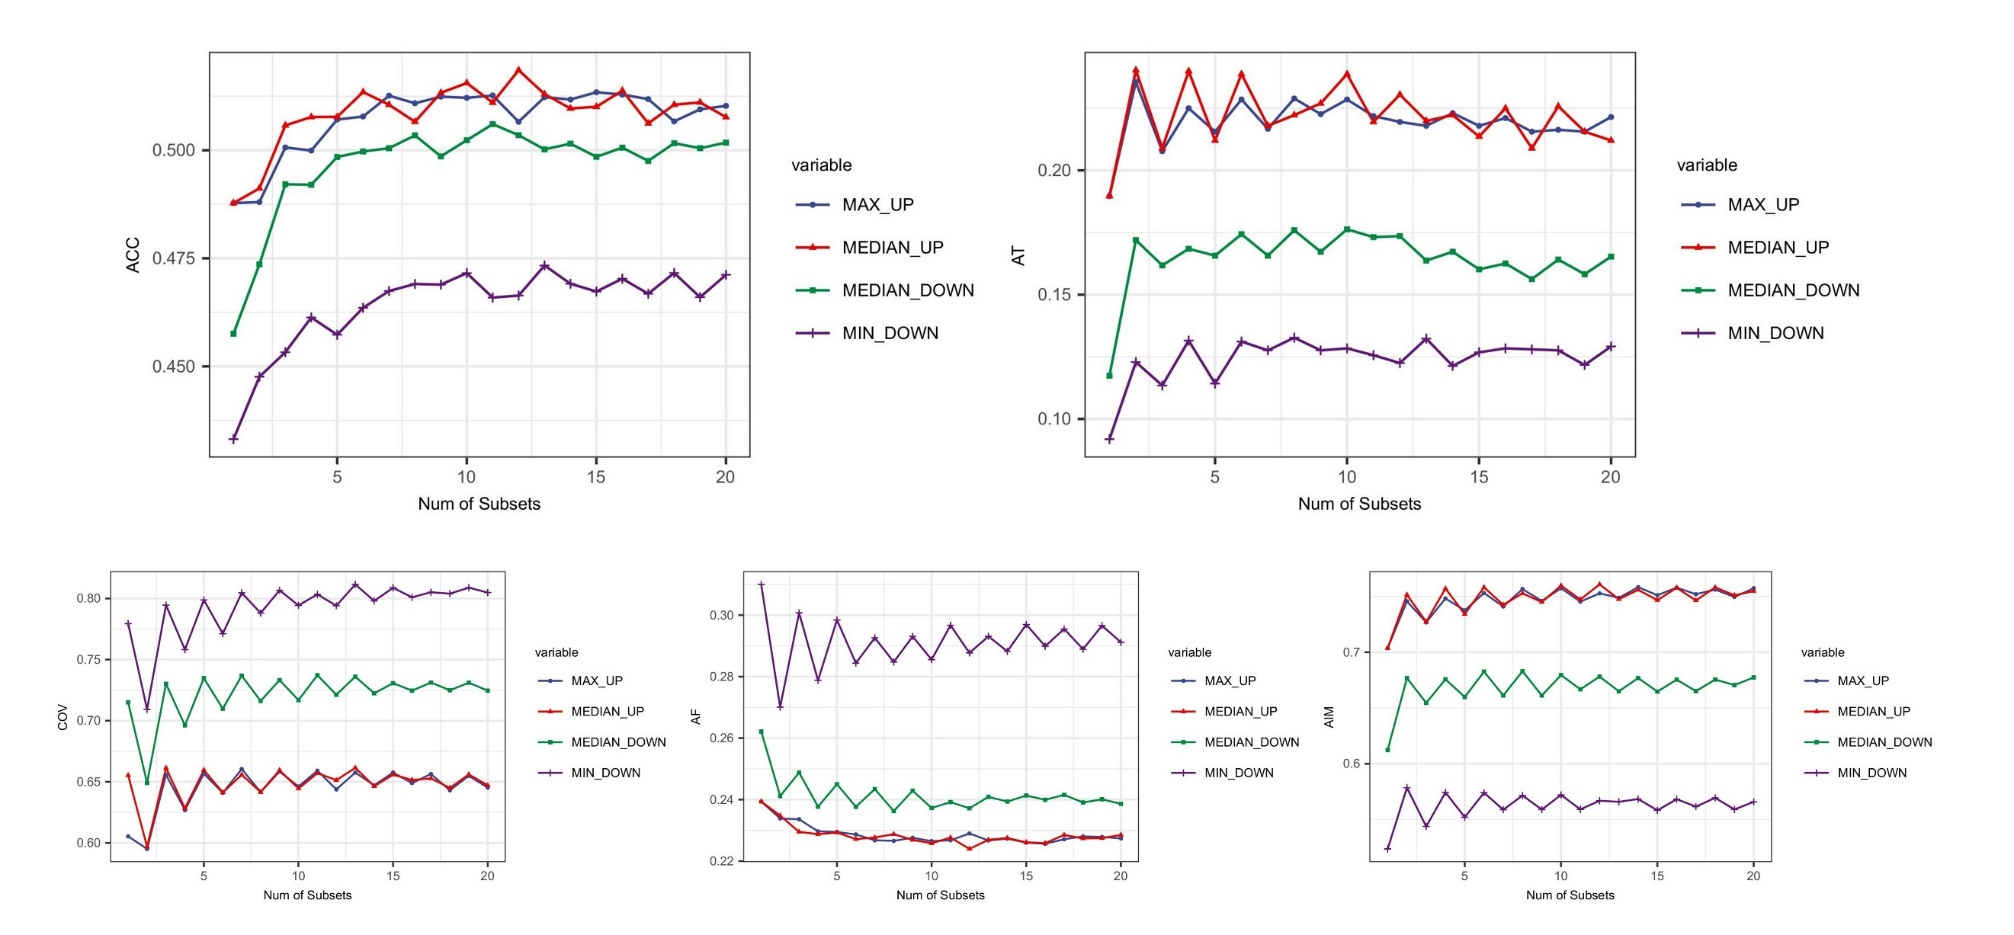 ACC
0.500
0.475
0.450
5 10 15 20
Num of Subsets
variable
MAX_UP
MEDIAN_UP
MEDIAN_DOWN
MIN_DOWN
AT
0.20
0.15
0.10
5 10 15 20
Num of Subsets
variable
MAX_UP
MEDIAN_UP
MEDIAN_DOWN
MIN_DOWN
COV
0.80
0.75
0.70
0.65
0.60
5 10 15 20
Num of Subsets
variable
MAX_UP
MEDIAN_UP
MEDIAN_DOWN
MIN_DOWN
AF
0.30
0.28
0.26
0.24
0.22
5 10 15 20
Num of Subsets
variable
MAX_UP
MEDIAN_UP
MEDIAN_DOWN
MIN_DOWN
AIM
0.7
0.6
5 10 15 20
Num of Subsets
variable
MAX_UP
MEDIAN_UP
MEDIAN_DOWN
MIN_DOWN